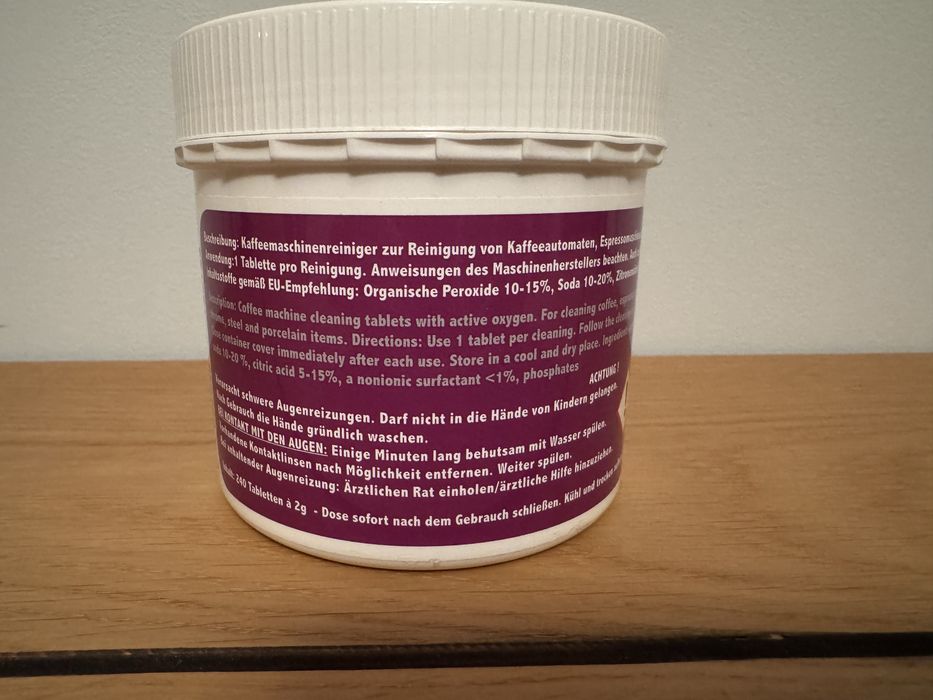 Beschreibung: Kaffeemaschinenreiniger zur Reinigung von Kaffeeautomaten,
Anwendung:1 Tablette pro Reinigung. Anweisungen des Maschinenherstellers beachten.
Inhaltsstoffe gemäß EU-Empfehlung: Organische Peroxide 10-15%, Soda 10-20%,
Description: Coffee machine cleaning tablets with active oxygen. For cleaning coffee,
steel and porcelain items. Directions: Use 1 tablet per cleaning. Follow the
container cover immediately after each use. Store in a cool and dry place.
soda 10-20 %, citric acid 5-15%, a nonionic surfactant <1%, phosphates
ACHTUNG!
Verursacht schwere Augenreizungen. Darf nicht in die Hände von Kindern gelangen.
Nach Gebrauch die Hände gründlich waschen.
BEI KONTAKT MIT DEN AUGEN: Einige Minuten lang behutsam mit Wasser spülen.
Vorhandene Kontaktlinsen nach Möglichkeit entfernen. Weiter spülen.
Bei anhaltender Augenreizung: Ärztlichen Rat einholen/ärztliche Hilfe hinzuziehen.
Inhalt: 240 Tabletten à 2g - Dose sofort nach dem Gebrauch schließen. Kühl und trocken